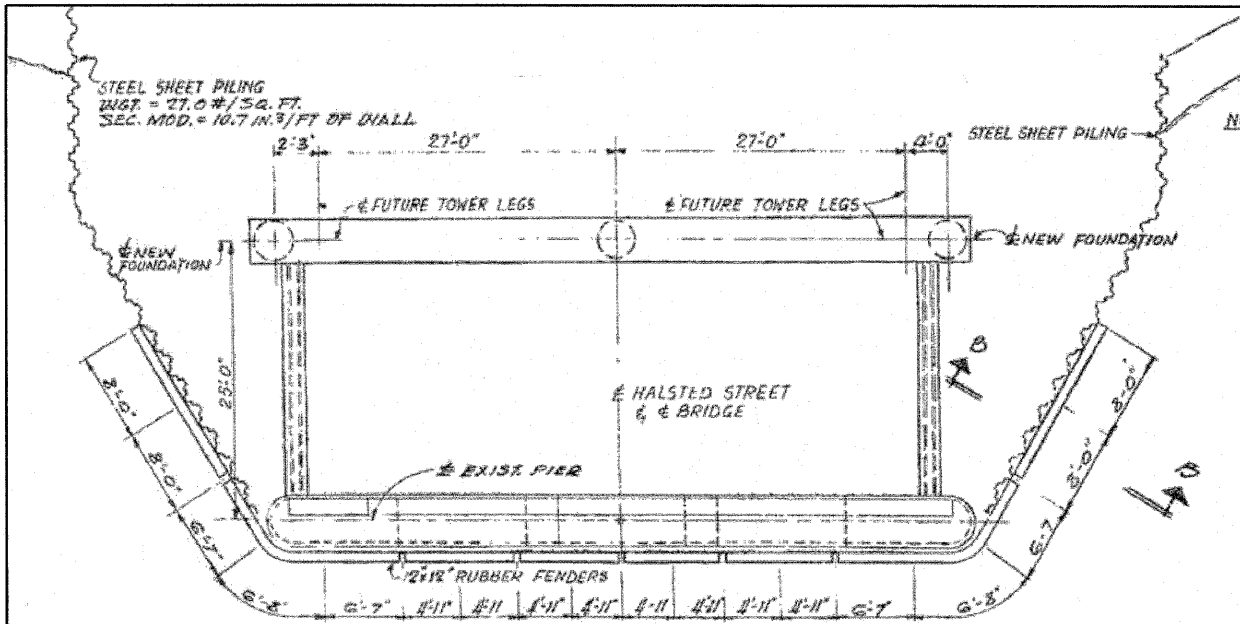 STEEL SHEET PILING
WGT. = 27.0 #/SQ. FT.
SEC. MOD. = 10.7 IN.3/FT OF WALL
2'-3"
27'-0"
27'-0"
4'-0"
STEEL SHEET PILING
℄ FUTURE TOWER LEGS
℄ FUTURE TOWER LEGS
℄ NEW
FOUNDATION
℄ NEW FOUNDATION
25'-0"
℄ HALSTED STREET
& ℄ BRIDGE
B
B
8'-0"
8'-0"
6'-7"
8'-0"
8'-0"
6'-7
℄ EXIST. PIER
12"x12" RUBBER FENDERS
6'-8"
6'-7"
4'-11"
4'-11
4'-11"
4'-11"
4'-11
4'-11"
4'-11"
4'-11"
6'-7
6'-8"